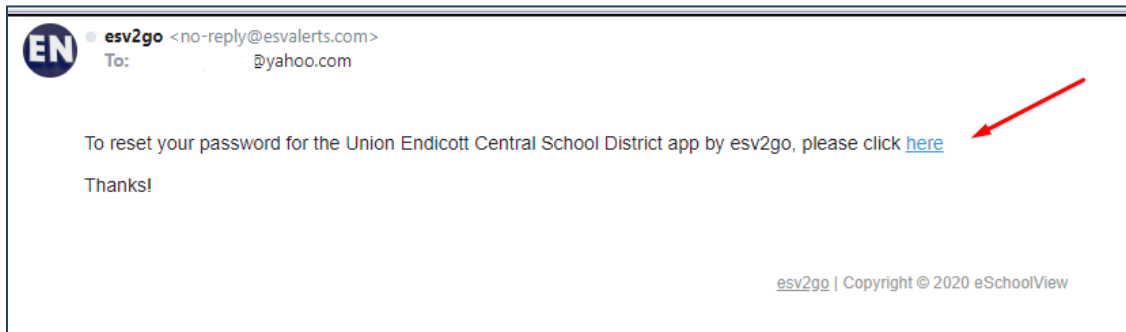 EN
esv2go <no-reply@esvalerts.com>
To: @yahoo.com
To reset your password for the Union Endicott Central School District app by esv2go, please click here
Thanks!
esv2go | Copyright © 2020 eSchoolView